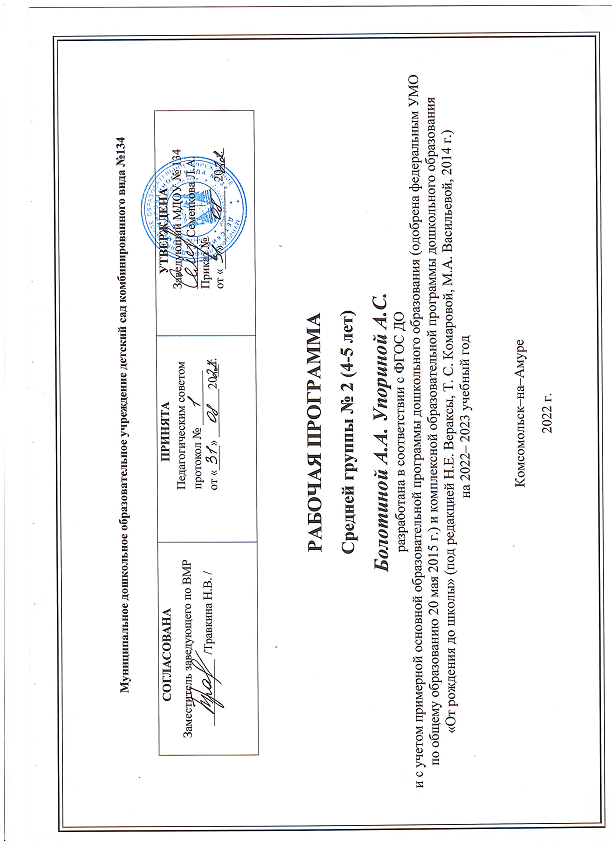 Муниципальное дошкольное образовательное учреждение детский сад комбинированного вида №134
СОГЛАСОВАНА
Заместитель заведующего по ВМР
/Травкина Н.В. /
ПРИНЯТА
Педагогическим советом
протокол № 1
от « 31 » 08 2022г.
УТВЕРЖДЕНА
Заведующий МДОУ № 134
Семенкова Л.А
Приказ №
от «
РАБОЧАЯ ПРОГРАММА
Средней группы № 2 (4-5 лет)
Болотиной А.А. Упориной А.С.
разработана в соответствии с ФГОС ДО
и с учетом примерной основной образовательной программы дошкольного образования (одобрена федеральным УМО
по общему образованию 20 мая 2015 г.) и комплексной образовательной программы дошкольного образования
«От рождения до школы» (под редакцией Н.Е. Вераксы, Т. С. Комаровой, М.А. Васильевой, 2014 г.)
на 2022– 2023 учебный год
Комсомольск–на–Амуре
2022 г.